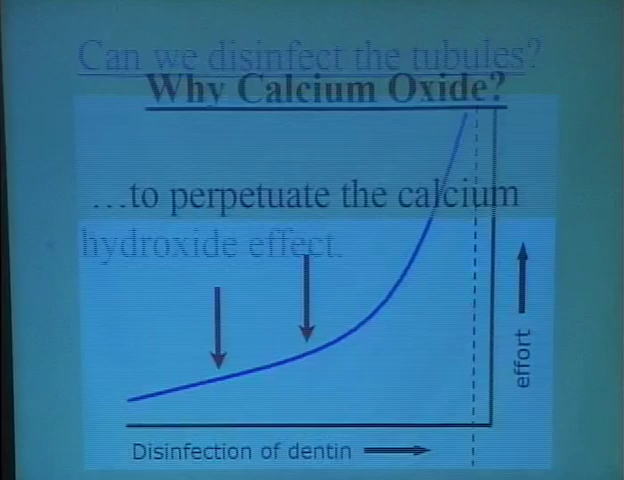 Can we disinfect the tubules?
Why Calcium Oxide?
…to perpetuate the calcium
hydroxide effect.
effort
Disinfection of dentin